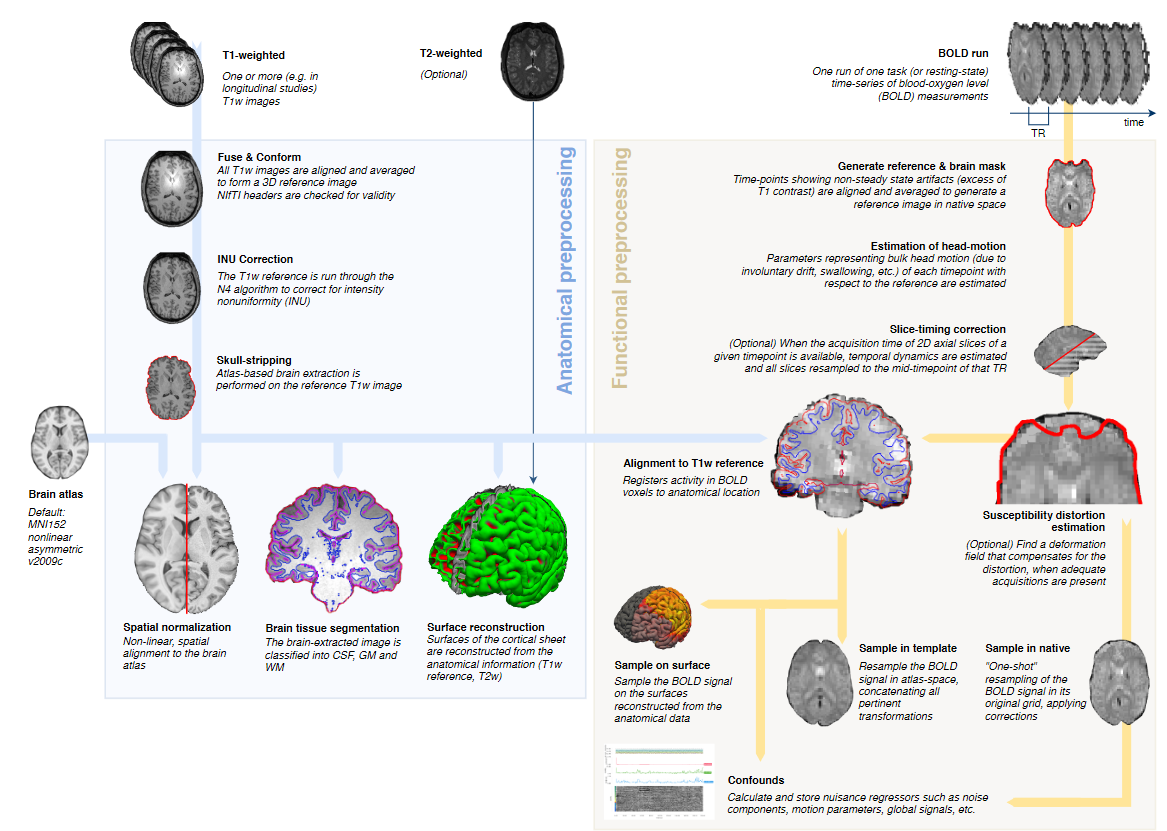 T1-weighted
One or more (e.g. in
longitudinal studies)
T1w images
T2-weighted
(Optional)
BOLD run
One run of one task (or resting-state)
time-series of blood-oxygen level
(BOLD) measurements
time
TR
Anatomical preprocessing
Fuse & Conform
All T1w images are aligned and averaged
to form a 3D reference image
NIfTI headers are checked for validity
INU Correction
The T1w reference is run through the
N4 algorithm to correct for intensity
nonuniformity (INU)
Skull-stripping
Atlas-based brain extraction is
performed on the reference T1w image
Brain atlas
Default:
MNI152
nonlinear
asymmetric
v2009c
Spatial normalization
Non-linear, spatial
alignment to the brain
atlas
Brain tissue segmentation
The brain-extracted image is
classified into CSF, GM and
WM
Surface reconstruction
Surfaces of the cortical sheet
are reconstructed from the
anatomical information (T1w
reference, T2w)
Functional preprocessing
Generate reference & brain mask
Time-points showing non-steady state artifacts (excess of
T1 contrast) are aligned and averaged to generate a
reference image in native space
Estimation of head-motion
Parameters representing bulk head motion (due to
involuntary drift, swallowing, etc.) of each timepoint with
respect to the reference are estimated
Slice-timing correction
(Optional) When the acquisition time of 2D axial slices of a
given timepoint is available, temporal dynamics are estimated
and all slices resampled to the mid-timepoint of that TR
Alignment to T1w reference
Registers activity in BOLD
voxels to anatomical location
Susceptibility distortion
estimation
(Optional) Find a deformation
field that compensates for the
distortion, when adequate
acquisitions are present
Sample on surface
Sample the BOLD signal
on the surfaces
reconstructed from the
anatomical data
Sample in template
Resample the BOLD
signal in atlas-space,
concatenating all
pertinent
transformations
Sample in native
"One-shot"
resampling of the
BOLD signal in its
original grid, applying
corrections
Confounds
Calculate and store nuisance regressors such as noise
components, motion parameters, global signals, etc.